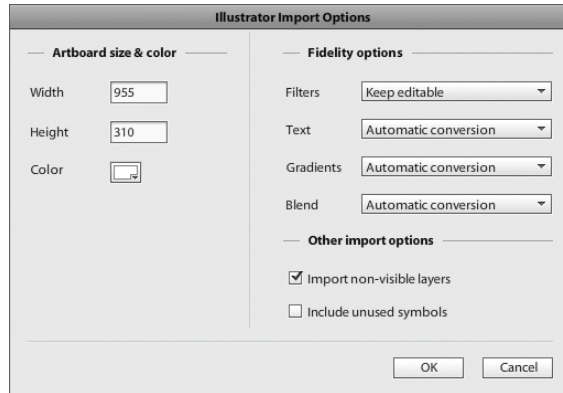 Illustrator Import Options
Artboard size & color
Width 955
Height 310
Color
Fidelity options
Filters Keep editable
Text Automatic conversion
Gradients Automatic conversion
Blend Automatic conversion
Other import options
Import non-visible layers
Include unused symbols
OK Cancel